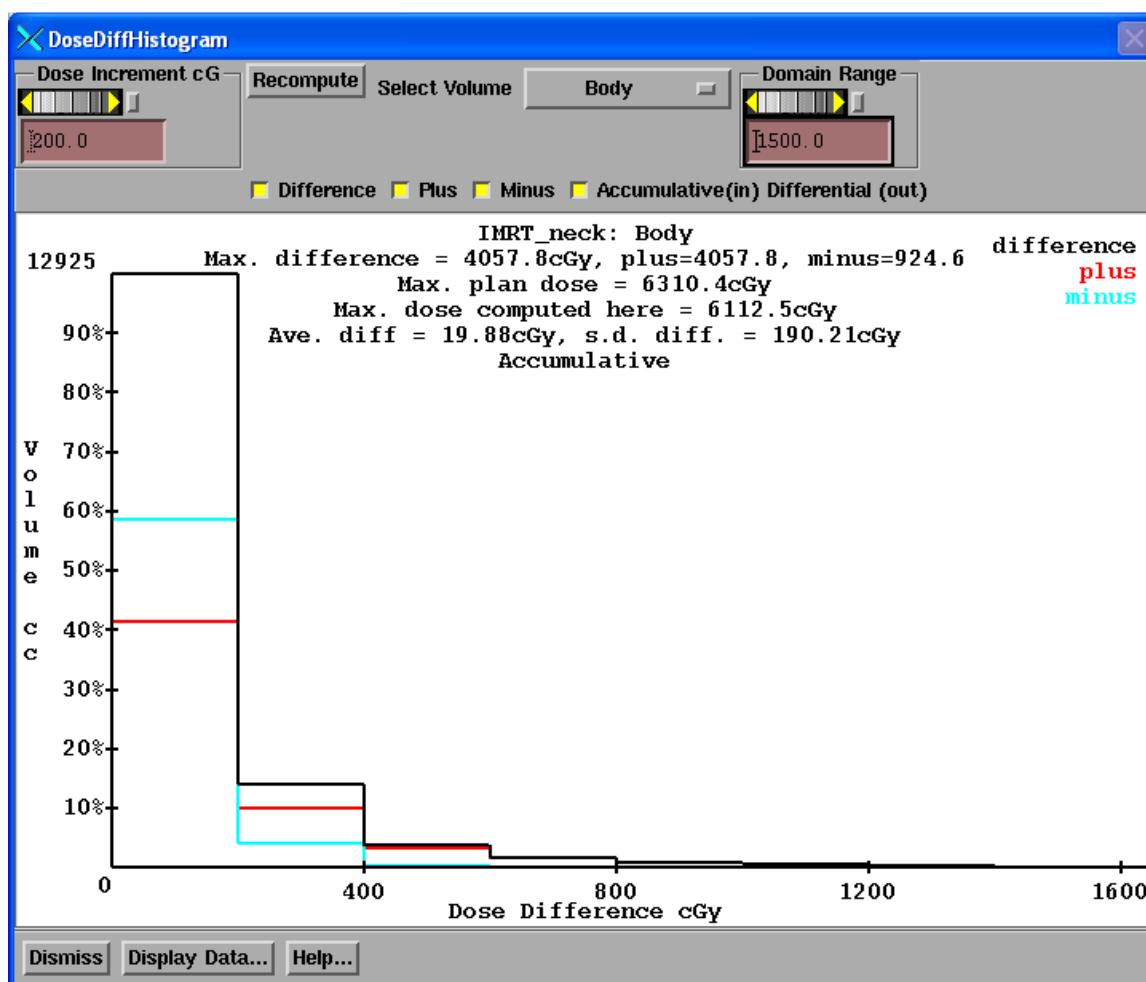 DoseDiffHistogram
Dose Increment cG
Recompute
Select Volume
Body
Domain Range
200.0
1500.0
Difference Plus Minus Accumulative(in) Differential (out)
IMRT_neck: Body
12925
Max. difference = 4057.8cGy, plus=4057.8, minus=924.6
Max. plan dose = 6310.4cGy
Max. dose computed here = 6112.5cGy
Ave. diff = 19.88cGy, s.d. diff. = 190.21cGy
Accumulative
difference
plus
minus
90%
80%
70%
60%
50%
40%
30%
20%
10%
Volume cc
0 400 800 1200 1600
Dose Difference cGy
Dismiss Display Data... Help...